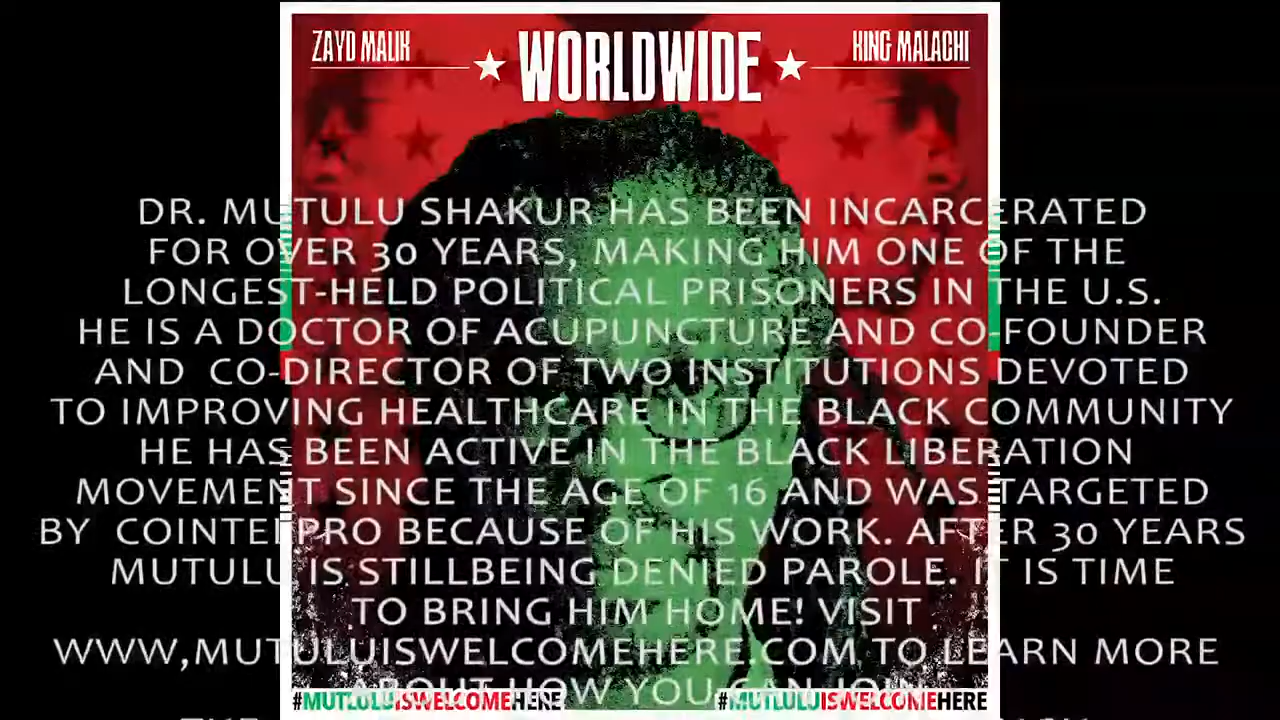 ZAYD MALIK
WORLDWIDE
KING MALACHI
DR. MUTULU SHAKUR HAS BEEN INCARCERATED
FOR OVER 30 YEARS, MAKING HIM ONE OF THE
LONGEST-HELD POLITICAL PRISONERS IN THE U.S.
HE IS A DOCTOR OF ACUPUNCTURE AND CO-FOUNDER
AND CO-DIRECTOR OF TWO INSTITUTIONS DEVOTED
TO IMPROVING HEALTHCARE IN THE BLACK COMMUNITY
HE HAS BEEN ACTIVE IN THE BLACK LIBERATION
MOVEMENT SINCE THE AGE OF 16 AND WAS TARGETED
BY COINTELPRO BECAUSE OF HIS WORK. AFTER 30 YEARS
MUTULU IS STILLBEING DENIED PAROLE. IT IS TIME
TO BRING HIM HOME! VISIT
WWW,MUTULUISWELCOMEHERE.COM TO LEARN MORE
ABOUT HOW YOU CAN JOIN
#MUTLULUISWELCOMEHERE
#MUTLULUISWELCOMEHERE